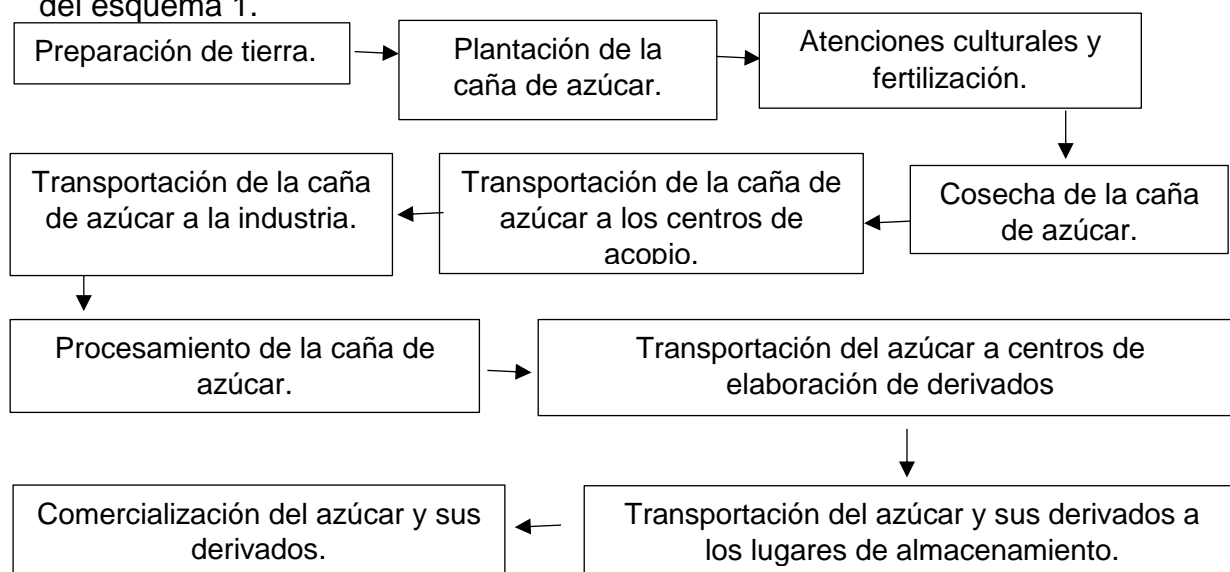 del esquema 1.
Preparación de tierra.
Plantación de la
caña de azúcar.
Atenciones culturales y
fertilización.
Cosecha de la caña
de azúcar.
Transportación de la caña de
azúcar a los centros de
acopio.
Transportación de la caña
de azúcar a la industria.
Procesamiento de la caña de
azúcar.
Transportación del azúcar a centros de
elaboración de derivados
Transportación del azúcar y sus derivados a
los lugares de almacenamiento.
Comercialización del azúcar y sus
derivados.